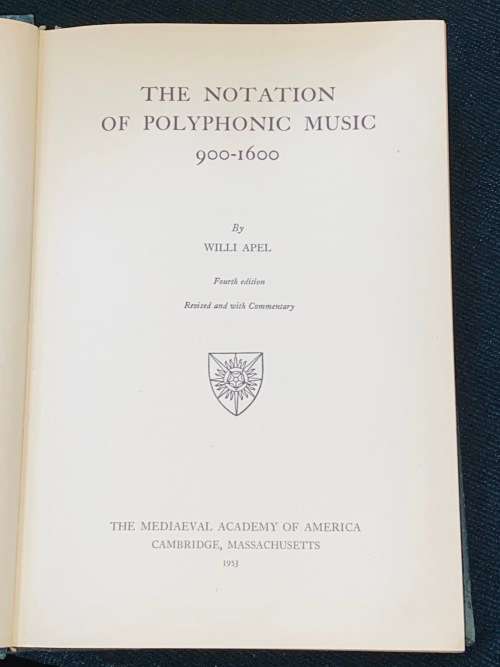 THE NOTATION
OF POLYPHONIC MUSIC
900-1600
By
WILLI APEL
Fourth edition
Revised and with Commentary
THE MEDIAEVAL ACADEMY OF AMERICA
CAMBRIDGE, MASSACHUSETTS
1953